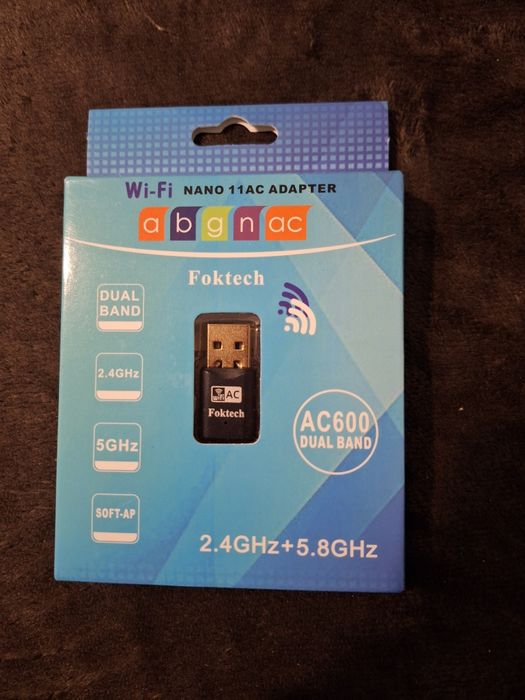 Wi-Fi NANO 11AC ADAPTER
a b g n ac
Foktech
DUAL
BAND
2.4GHz
5GHz
SOFT-AP
WiFi AC
Foktech
AC600
DUAL BAND
2.4GHz+5.8GHz